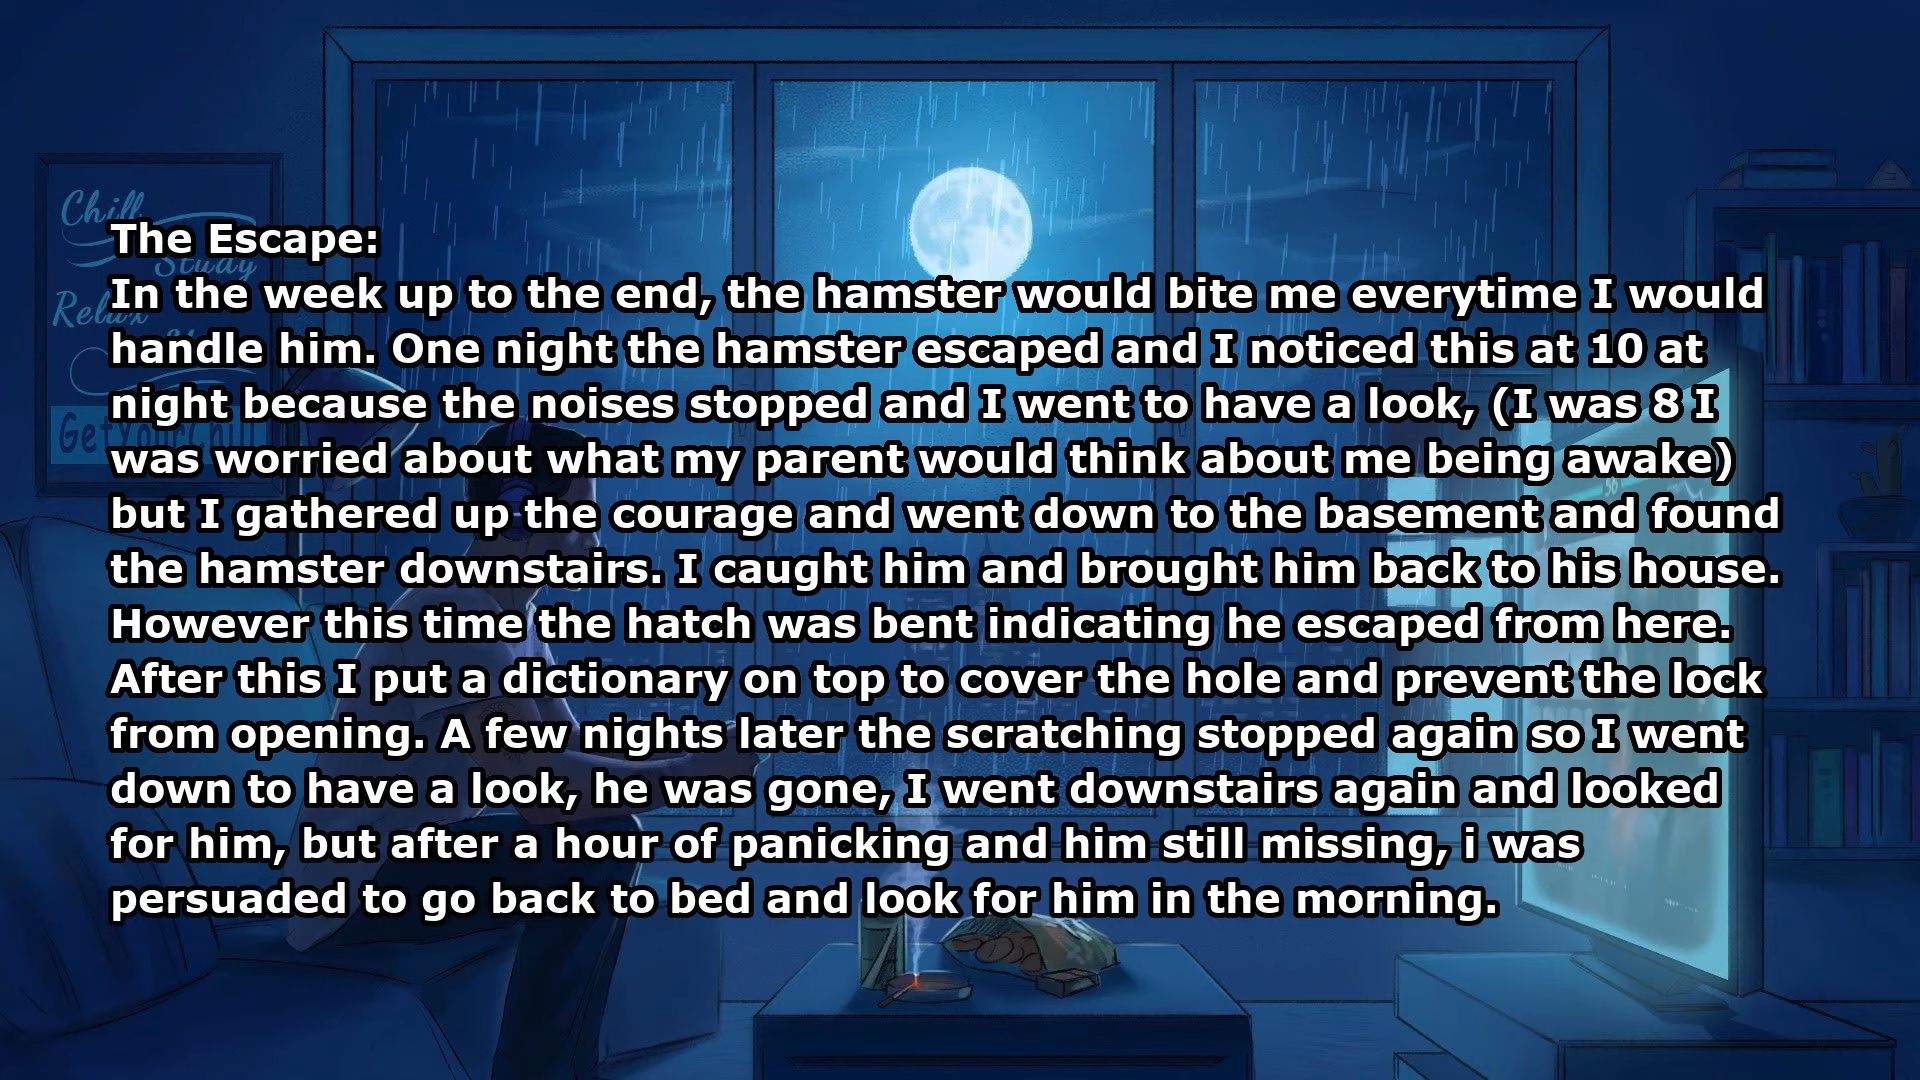 Chill
Study
Relax
GetYourChill
The Escape:
In the week up to the end, the hamster would bite me everytime I would
handle him. One night the hamster escaped and I noticed this at 10 at
night because the noises stopped and I went to have a look, (I was 8 I
was worried about what my parent would think about me being awake)
but I gathered up the courage and went down to the basement and found
the hamster downstairs. I caught him and brought him back to his house.
However this time the hatch was bent indicating he escaped from here.
After this I put a dictionary on top to cover the hole and prevent the lock
from opening. A few nights later the scratching stopped again so I went
down to have a look, he was gone, I went downstairs again and looked
for him, but after a hour of panicking and him still missing, i was
persuaded to go back to bed and look for him in the morning.